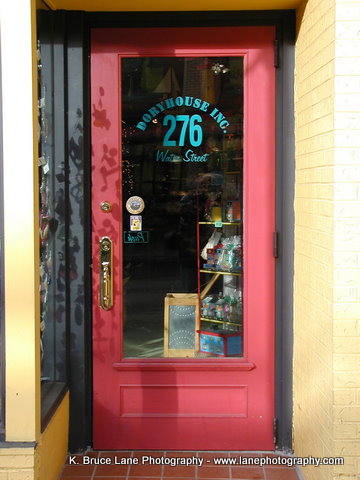 DORYHOUSE INC.
276
Water Street
K. Bruce Lane Photography - www.lanephotography.com